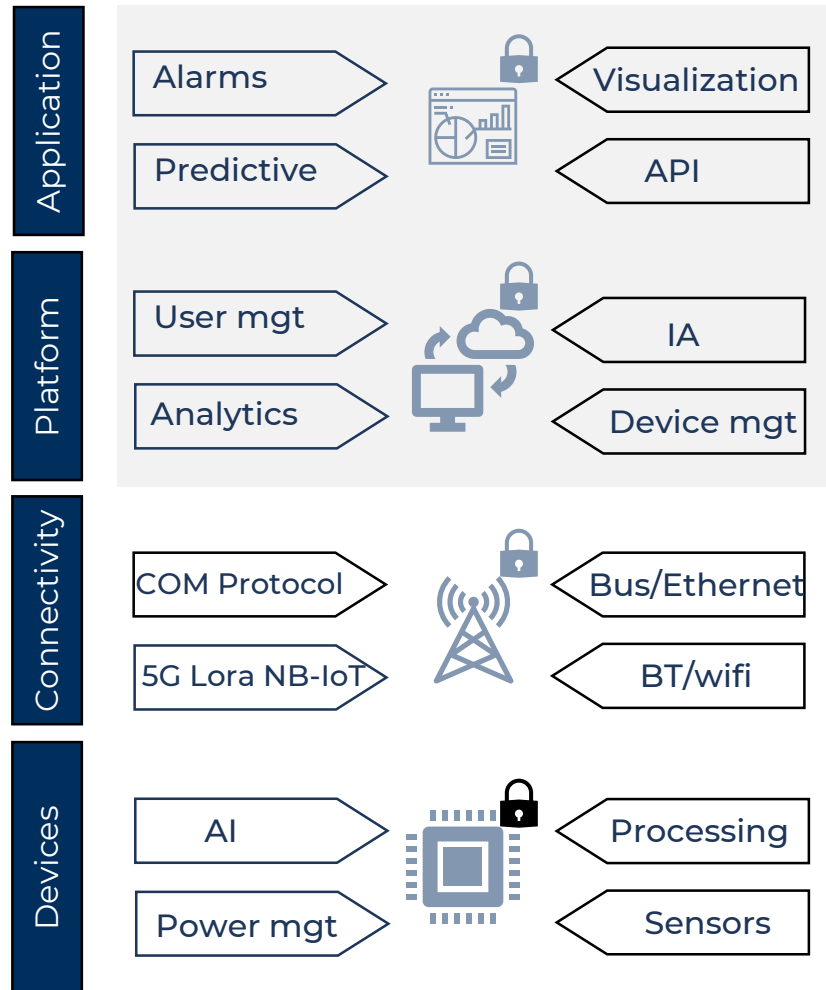 Application
Alarms
Visualization
Predictive
API
Platform
User mgt
IA
Analytics
Device mgt
Connectivity
COM Protocol
Bus/Ethernet
5G Lora NB-IoT
BT/wifi
Devices
AI
Processing
Power mgt
Sensors